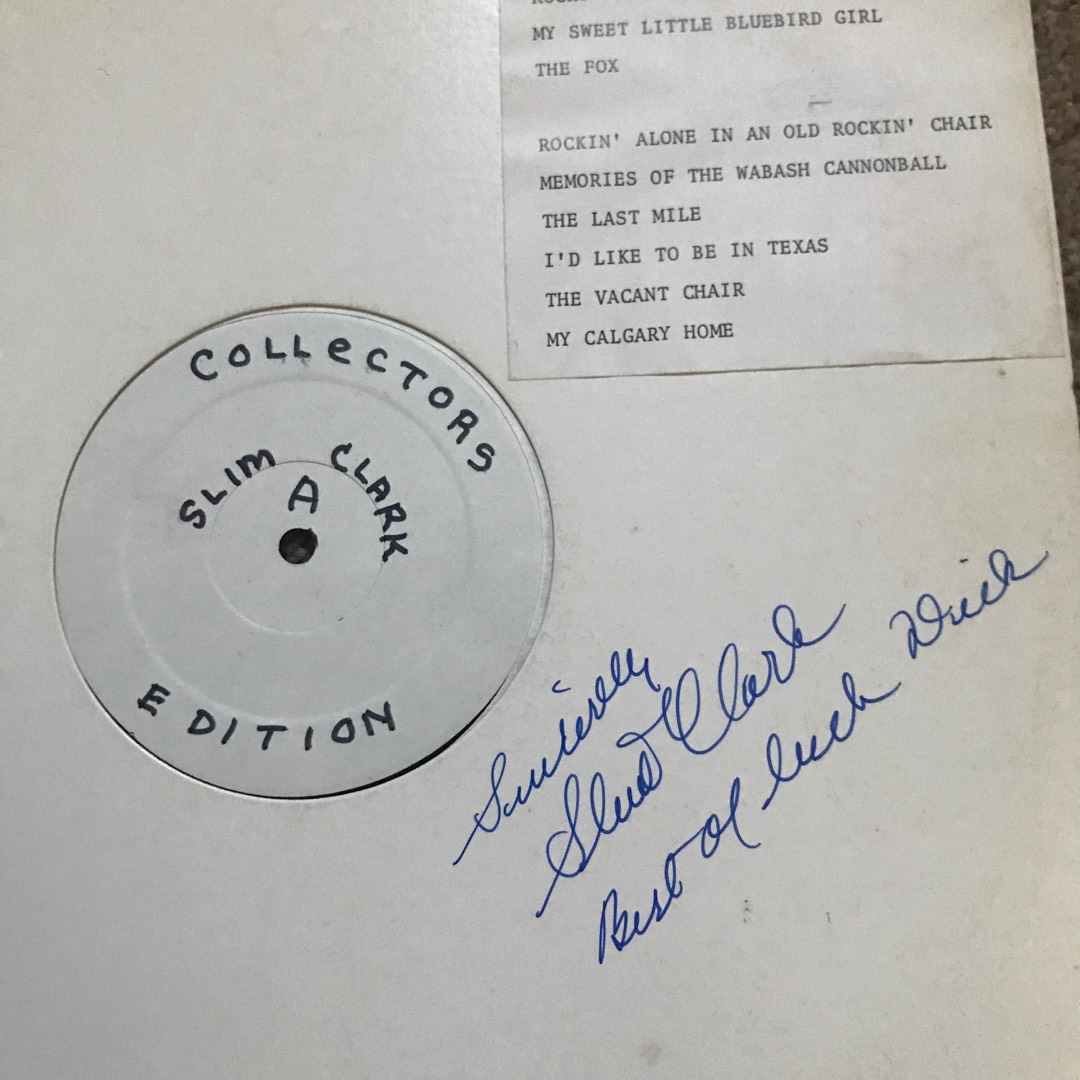 MY SWEET LITTLE BLUEBIRD GIRL
THE FOX
ROCKIN' ALONE IN AN OLD ROCKIN' CHAIR
MEMORIES OF THE WABASH CANNONBALL
THE LAST MILE
I'D LIKE TO BE IN TEXAS
THE VACANT CHAIR
MY CALGARY HOME
COLLECTORS
SLIM CLARK
A
EDITION
Sincerely
Clark
Best of luck Dick